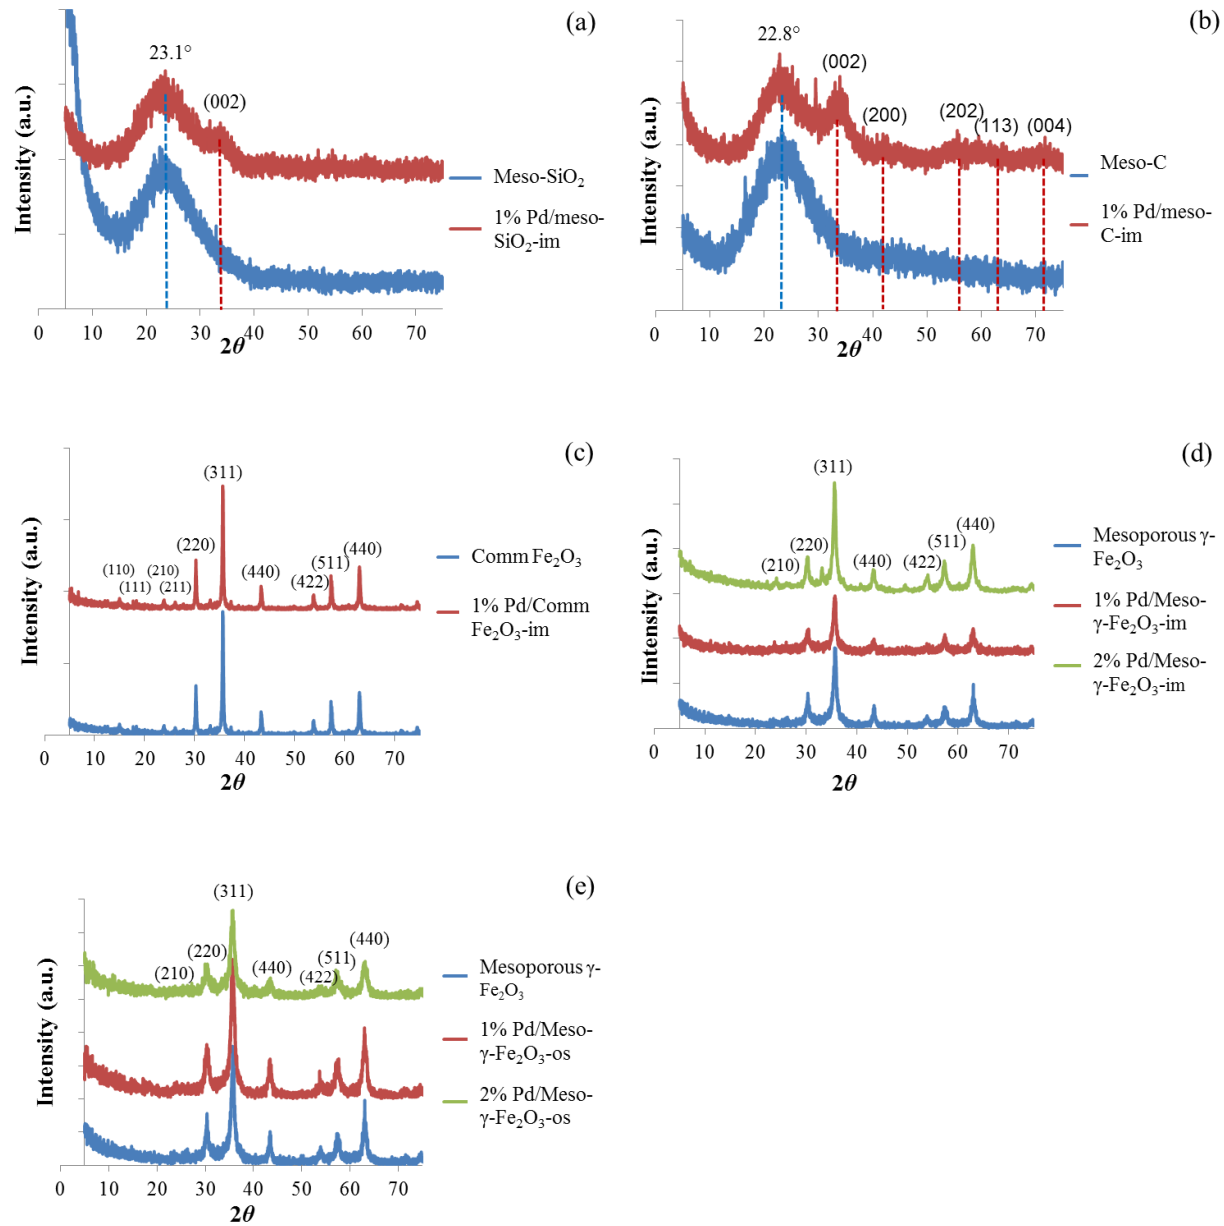 (a)
23.1°
(002)
Intensity (a.u.)
Meso-SiO₂
1% Pd/meso-
SiO₂-im
0 10 20 30 40 50 60 70
2θ
(b)
22.8°
(002)
(200)
(202)
(113)
(004)
Intensity (a.u.)
Meso-C
1% Pd/meso-
C-im
0 10 20 30 40 50 60 70
2θ
(c)
(311)
(220)
(110)
(210)
(111)
(211)
(440)
(422)
(511)
(440)
Intensity (a.u.)
Comm Fe₂O₃
1% Pd/Comm
Fe₂O₃-im
0 10 20 30 40 50 60 70
2θ
(d)
(311)
(220)
(210)
(440)
(422)
(511)
(440)
Iintensity (a.u.)
Mesoporous γ-
Fe₂O₃
1% Pd/Meso-
γ-Fe₂O₃-im
2% Pd/Meso-
γ-Fe₂O₃-im
0 10 20 30 40 50 60 70
2θ
(e)
(311)
(220)
(210)
(440)
(422)
(511)
(440)
Intensity (a.u.)
Mesoporous γ-
Fe₂O₃
1% Pd/Meso-
γ-Fe₂O₃-os
2% Pd/Meso-
γ-Fe₂O₃-os
0 10 20 30 40 50 60 70
2θ